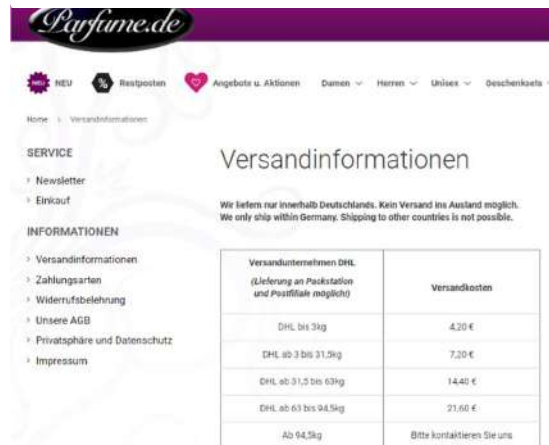 Parfume.de
NEU NEU % Restposten Angebote u. Aktionen Damen Herren Unisex Geschenksets
Home > Versandinformationen
SERVICE
> Newsletter
> Einkauf
INFORMATIONEN
> Versandinformationen
> Zahlungsarten
> Widerrufsbelehrung
> Unsere AGB
> Privatsphäre und Datenschutz
> Impressum
Versandinformationen
Wir liefern nur innerhalb Deutschlands. Kein Versand ins Ausland möglich.
We only ship within Germany. Shipping to other countries is not possible.
Versandunternehmen DHL
(Lieferung an Packstation
und Postfiliale möglich!)
Versandkosten
DHL bis 3kg 4,20 €
DHL ab 3 bis 31,5kg 7,20 €
DHL ab 31,5 bis 63kg 14,40 €
DHL ab 63 bis 94,5kg 21,60 €
Ab 94,5kg Bitte kontaktieren Sie uns